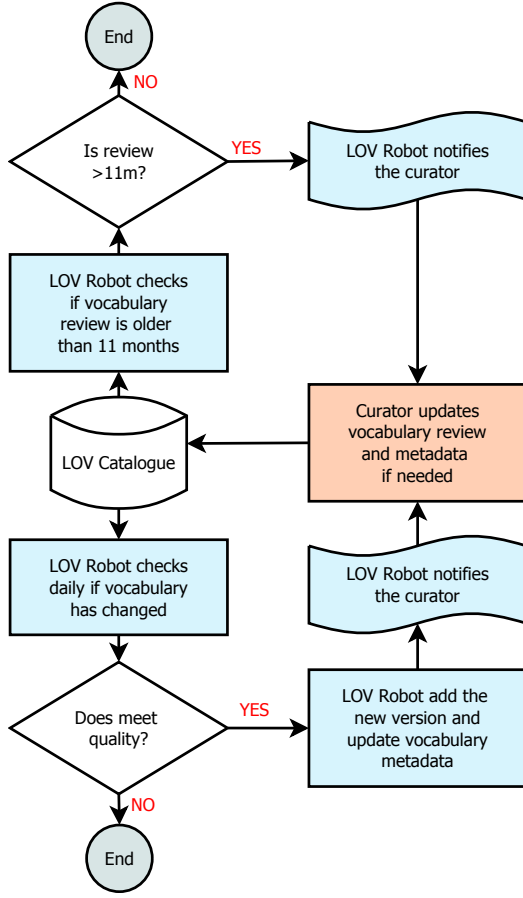 End
NO
Is review
>11m?
YES
LOV Robot notifies
the curator
LOV Robot checks
if vocabulary
review is older
than 11 months
LOV Catalogue
Curator updates
vocabulary review
and metadata
if needed
LOV Robot checks
daily if vocabulary
has changed
LOV Robot notifies
the curator
Does meet
quality?
YES
LOV Robot add the
new version and
update vocabulary
metadata
NO
End